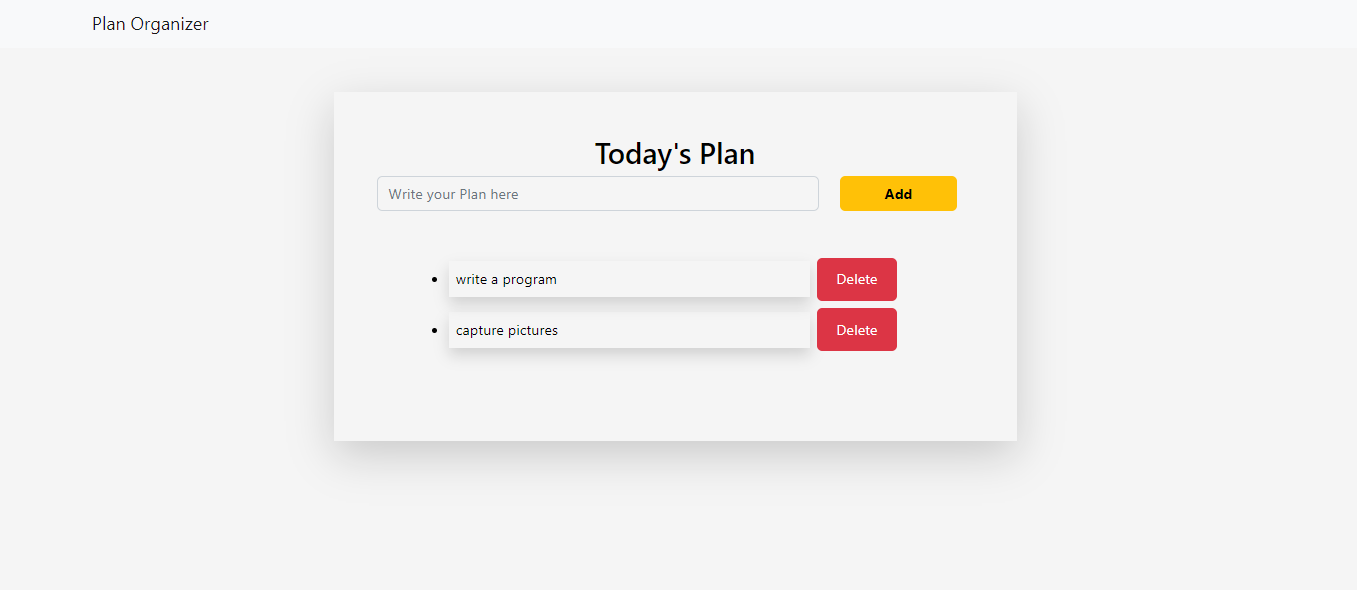 Plan Organizer
Today's Plan
Write your Plan here
Add
write a program
Delete
capture pictures
Delete